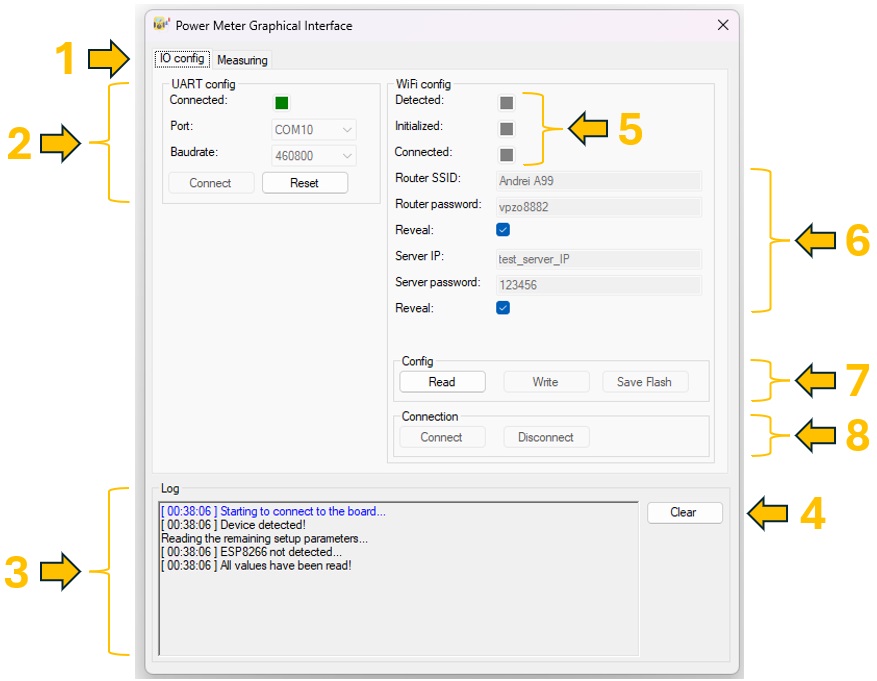 Power Meter Graphical Interface
1
IO config
Measuring
2
UART config
Connected:
Port:
COM10
Baudrate:
460800
Connect
Reset
WiFi config
Detected:
Initialized:
Connected:
5
Router SSID:
Andrei A99
Router password:
vpzo8882
Reveal:
Server IP:
test_server_IP
Server password:
123456
Reveal:
6
Config
Read
Write
Save Flash
7
Connection
Connect
Disconnect
8
3
Log
[ 00:38:06 ] Starting to connect to the board...
[ 00:38:06 ] Device detected!
Reading the remaining setup parameters...
[ 00:38:06 ] ESP8266 not detected...
[ 00:38:06 ] All values have been read!
Clear
4